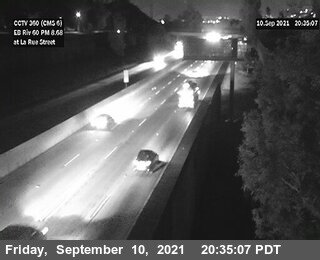 CCTV 360 (CMS 6)
EB Riv 60 PM 8.68
at La Rue Street
10.Sep 2021 20:35:07
Friday, September 10, 2021 20:35:07 PDT